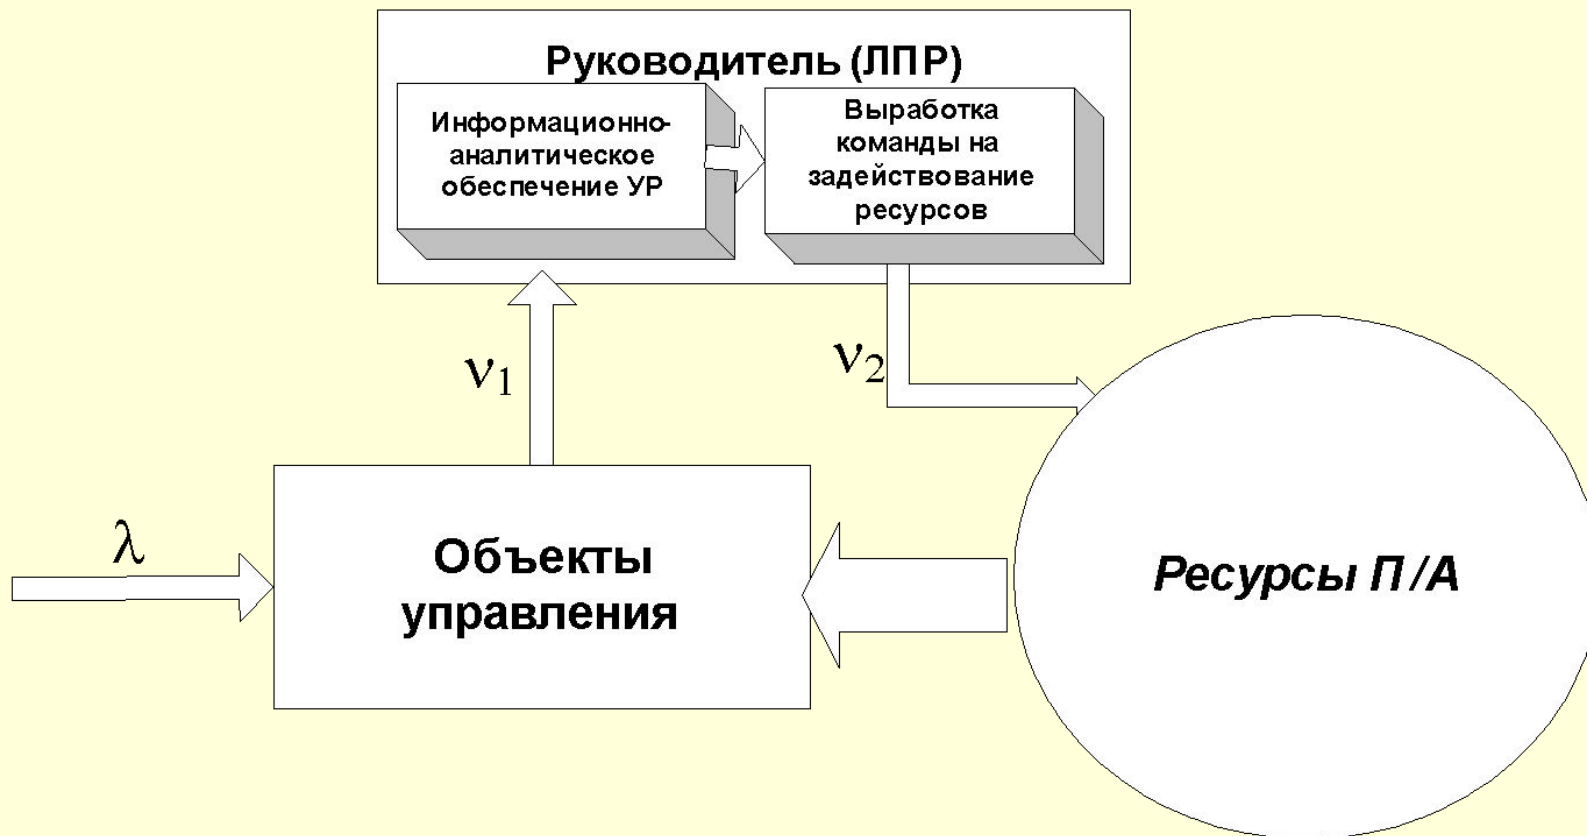 Руководитель (ЛПР)
Информационно-
аналитическое
обеспечение УР
Выработка
команды на
задействование
ресурсов
ν1
ν2
λ
Объекты
управления
Ресурсы П/А